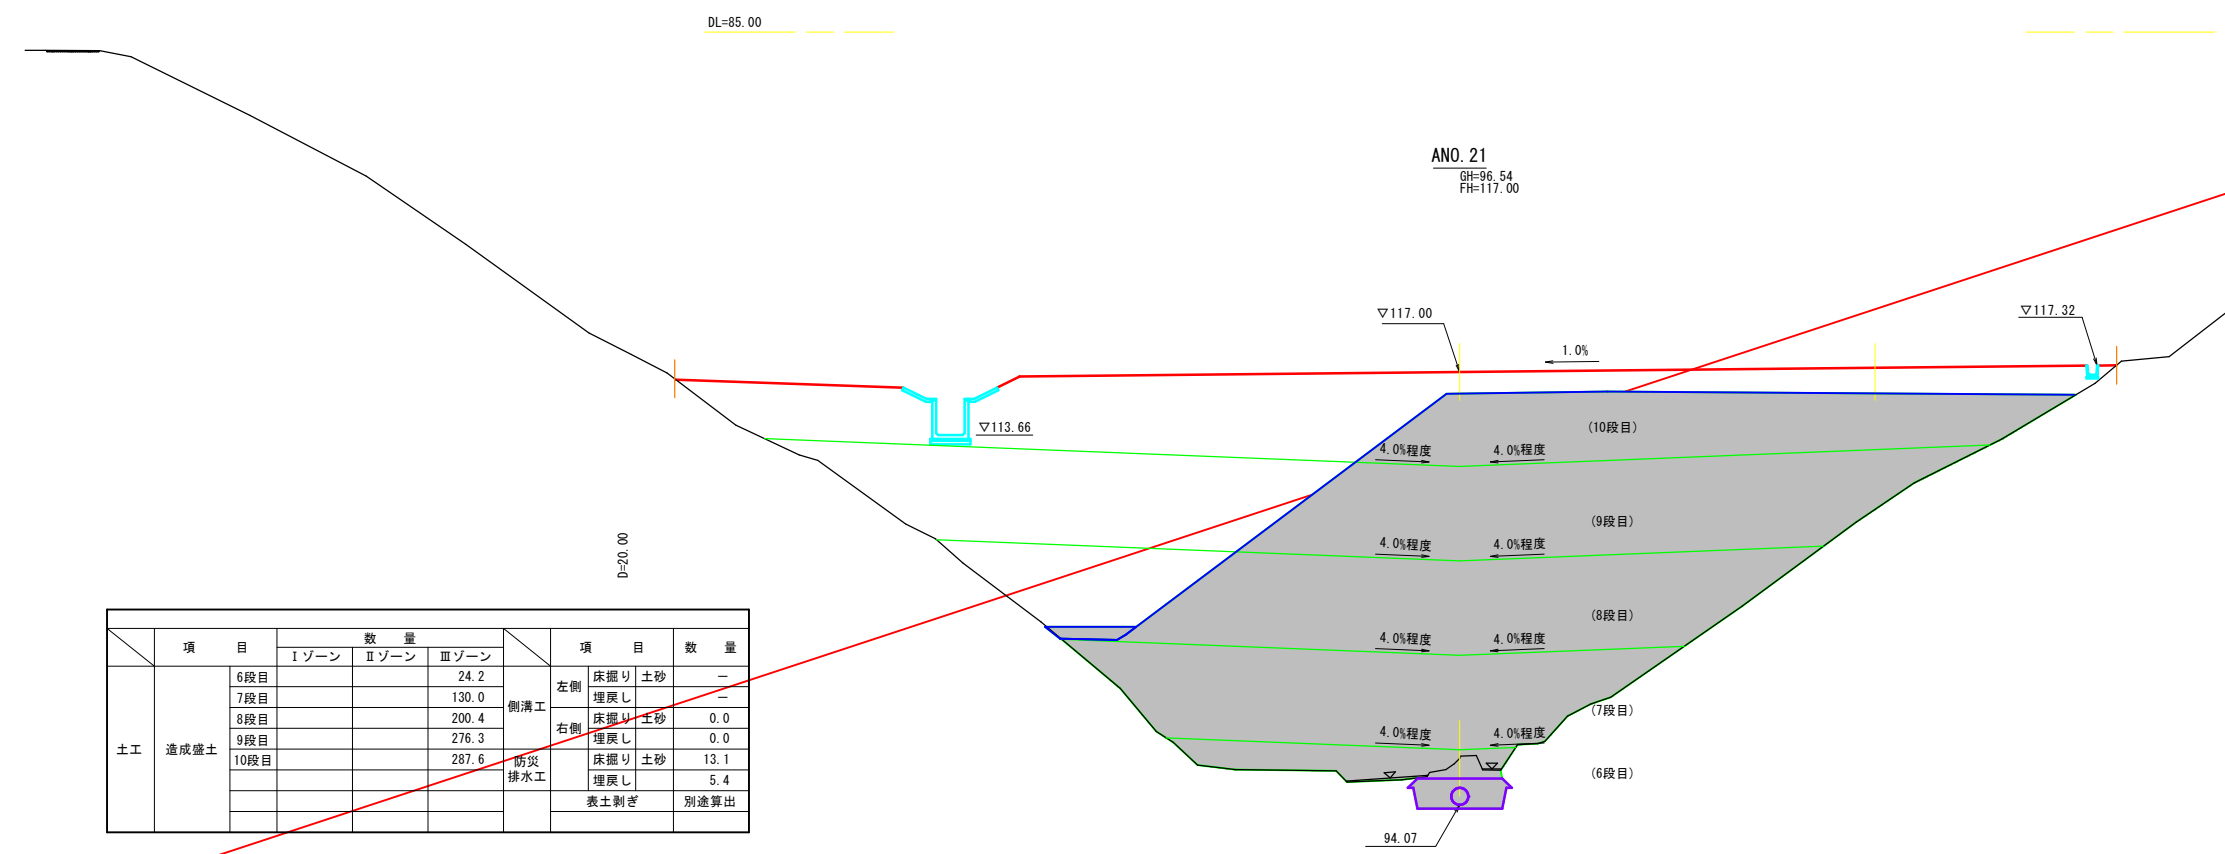 DL=85.00
ANO.21
GH=96.54
FH=117.00
▽117.00
▽117.32
1.0%
▽113.66
(10段目)
4.0%程度 4.0%程度
(9段目)
4.0%程度 4.0%程度
(8段目)
4.0%程度 4.0%程度
(7段目)
4.0%程度 4.0%程度
(6段目)
94.07
D=20.00
項 目 数 量 項 目 数 量
Ⅰゾーン Ⅱゾーン Ⅲゾーン
土工 造成盛土 6段目 24.2 側溝工 左側 床掘り 土砂 －
7段目 130.0 埋戻し －
8段目 200.4 右側 床掘り 土砂 0.0
9段目 276.3 埋戻し 0.0
10段目 287.6 防災排水工 床掘り 土砂 13.1
埋戻し 5.4
表土剥ぎ 別途算出